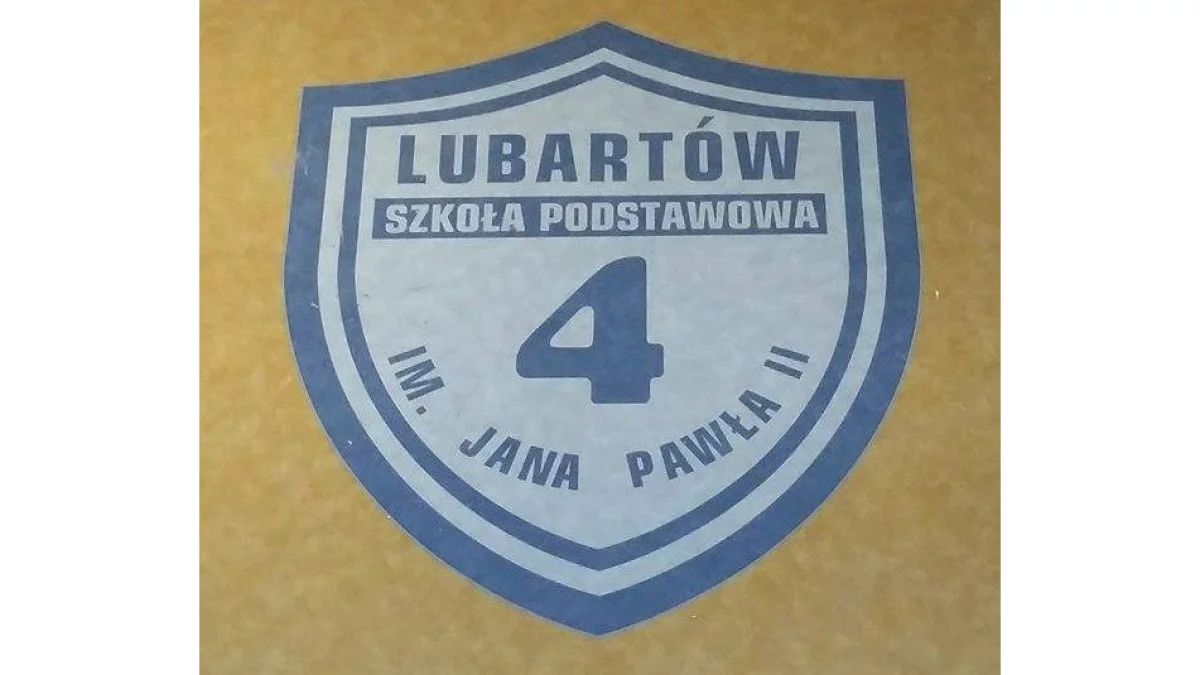 LUBARTÓW
SZKOŁA PODSTAWOWA
4
IM. JANA PAWŁA II